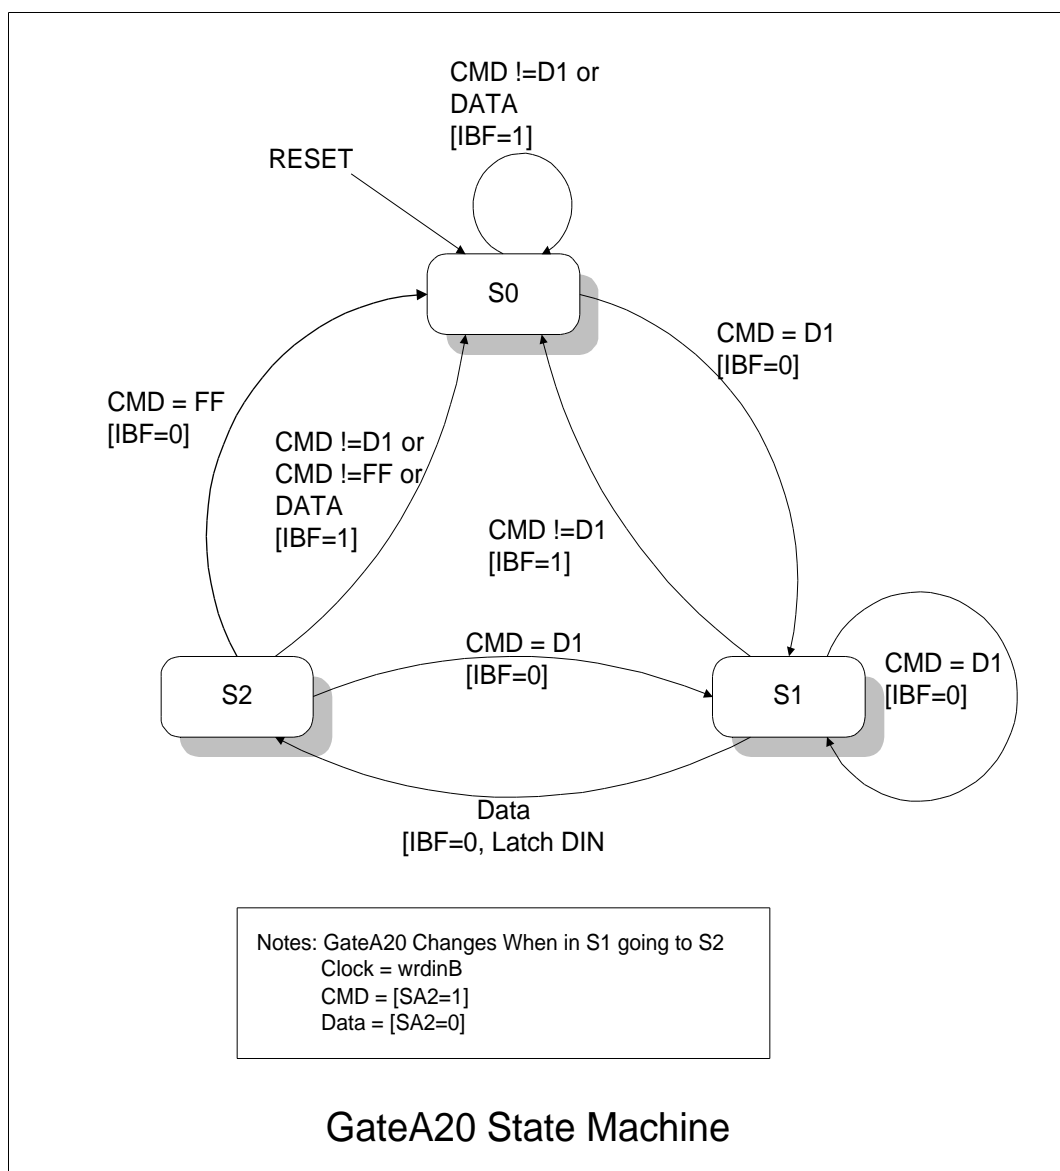 CMD !=D1 or
DATA
[IBF=1]
RESET
S0
CMD = D1
[IBF=0]
CMD = FF
[IBF=0]
CMD !=D1 or
CMD !=FF or
DATA
[IBF=1]
CMD !=D1
[IBF=1]
CMD = D1
[IBF=0]
CMD = D1
[IBF=0]
S2
S1
Data
[IBF=0, Latch DIN
Notes: GateA20 Changes When in S1 going to S2
Clock = wrdinB
CMD = [SA2=1]
Data = [SA2=0]
GateA20 State Machine